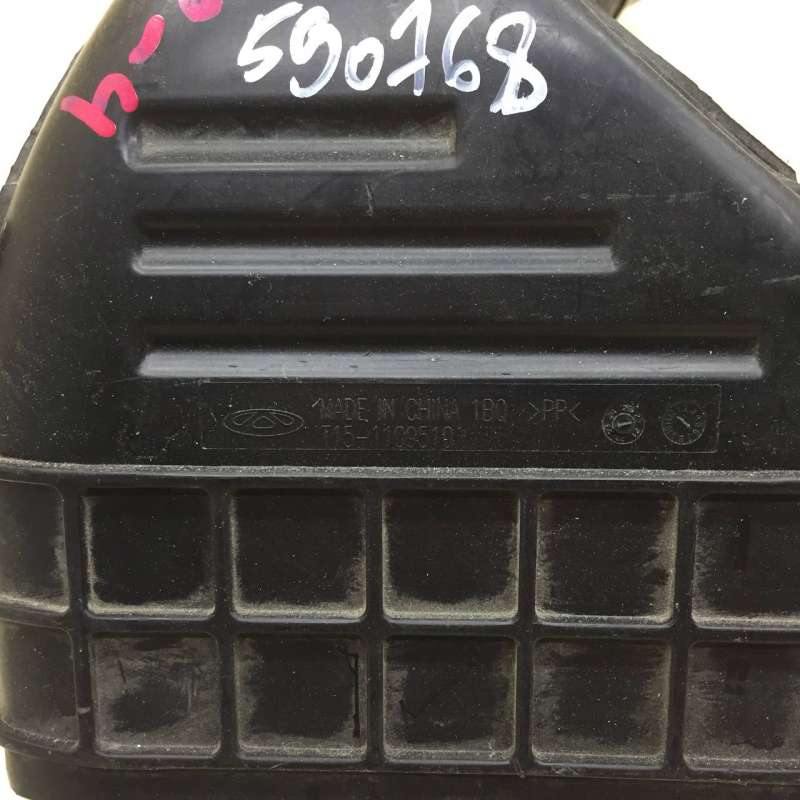 590768
MADE IN CHINA 1BQ >PP<
T15-1109510